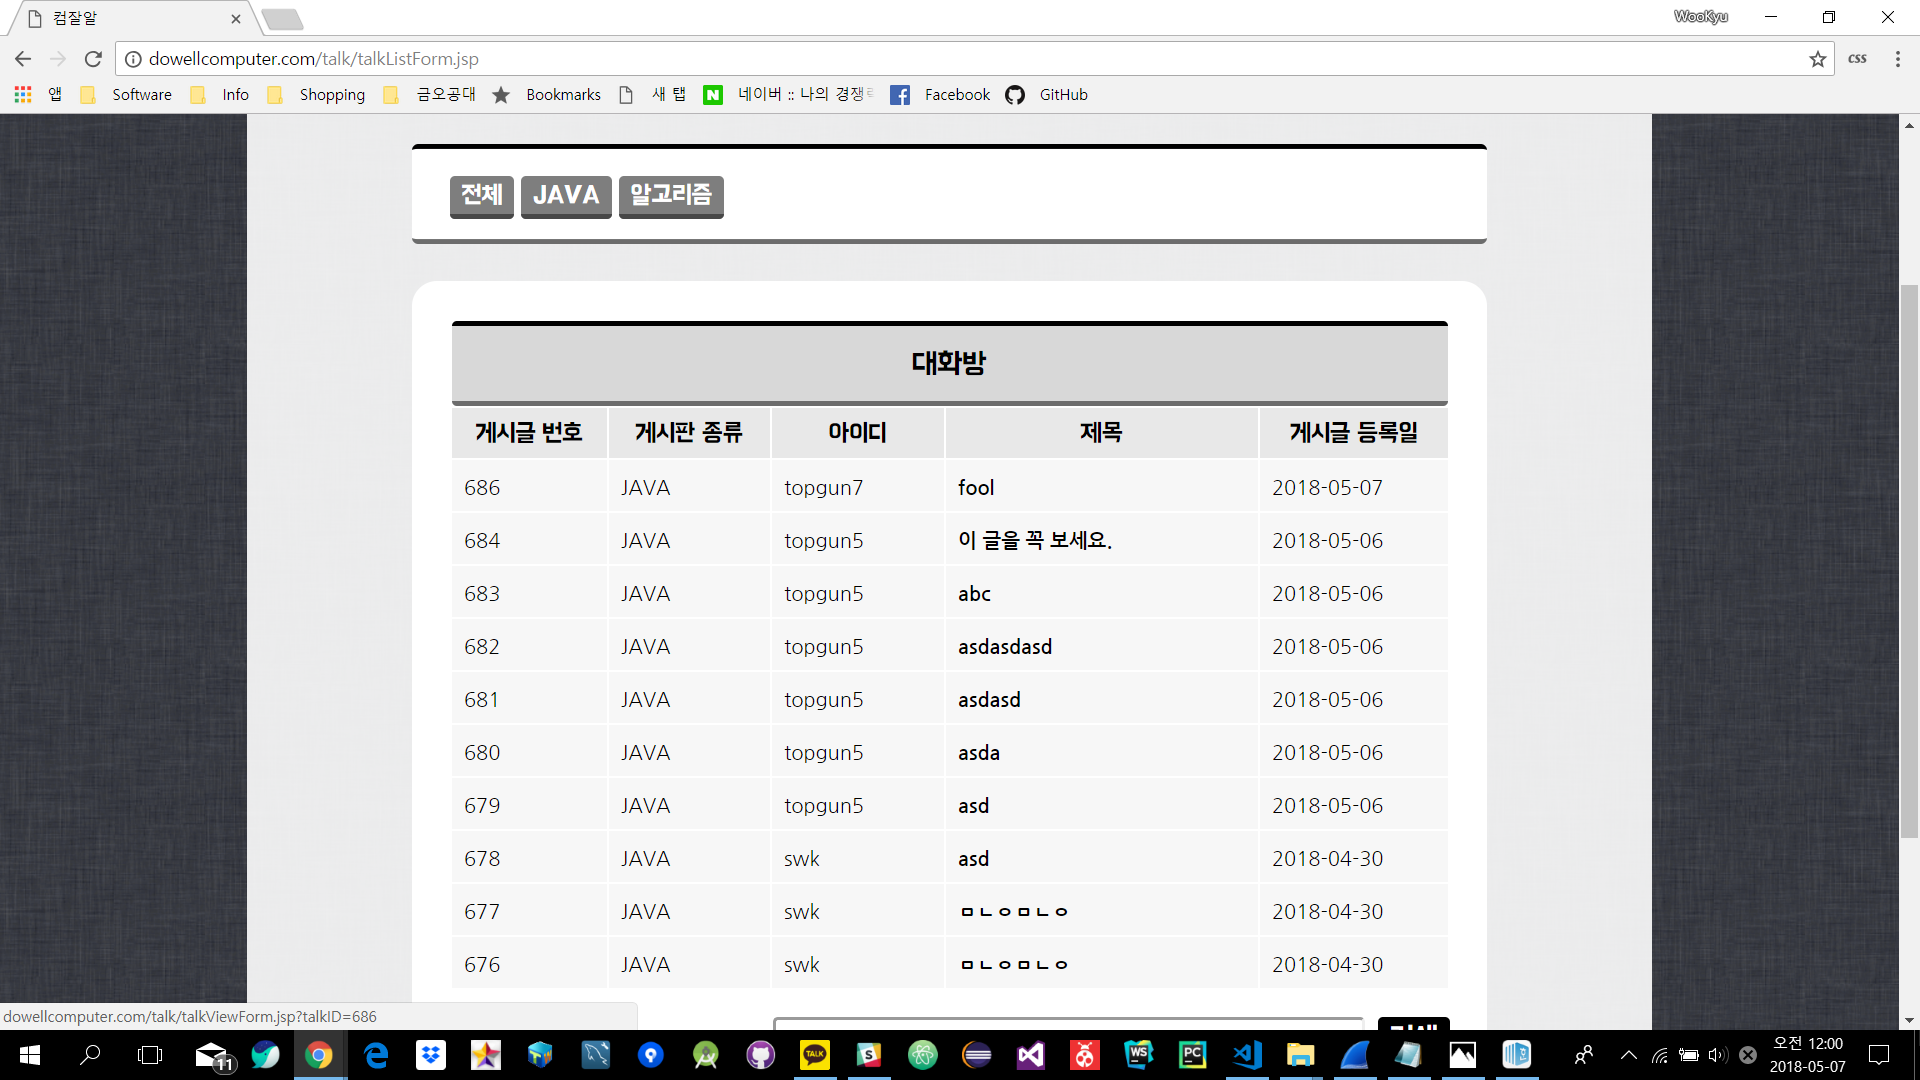 컴잘알
WooKyu
dowellcomputer.com/talk/talkListForm.jsp
css
앱 Software Info Shopping 금오공대 Bookmarks 새 탭 네이버 :: 나의 경쟁 Facebook GitHub
전체 JAVA 알고리즘
대화방
게시글 번호 게시판 종류 아이디 제목 게시글 등록일
686 JAVA topgun7 fool 2018-05-07
684 JAVA topgun5 이 글을 꼭 보세요. 2018-05-06
683 JAVA topgun5 abc 2018-05-06
682 JAVA topgun5 asdasdasd 2018-05-06
681 JAVA topgun5 asdasd 2018-05-06
680 JAVA topgun5 asda 2018-05-06
679 JAVA topgun5 asd 2018-05-06
678 JAVA swk asd 2018-04-30
677 JAVA swk ㅁㄴㅇㅁㄴㅇ 2018-04-30
676 JAVA swk ㅁㄴㅇㅁㄴㅇ 2018-04-30
dowellcomputer.com/talk/talkViewForm.jsp?talkID=686
11 TALK WS PC
오전 12:00
2018-05-07